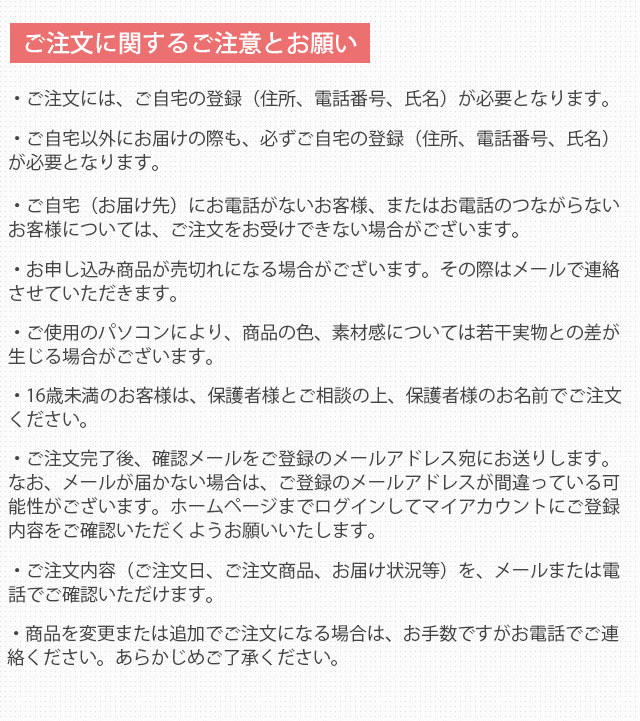 ご注文に関するご注意とお願い
・ご注文には、ご自宅の登録（住所、電話番号、氏名）が必要となります。
・ご自宅以外にお届けの際も、必ずご自宅の登録（住所、電話番号、氏名）
が必要となります。
・ご自宅（お届け先）にお電話がないお客様、またはお電話のつながらない
お客様については、ご注文をお受けできない場合がございます。
・お申し込み商品が売切れになる場合がございます。その際はメールで連絡
させていただきます。
・ご使用のパソコンにより、商品の色、素材感については若干実物との差が
生じる場合がございます。
・16歳未満のお客様は、保護者様とご相談の上、保護者様のお名前でご注文
ください。
・ご注文完了後、確認メールをご登録のメールアドレス宛にお送りします。
なお、メールが届かない場合は、ご登録のメールアドレスが間違っている可
能性がございます。ホームページまでログインしてマイアカウントにご登録
内容をご確認いただくようお願いいたします。
・ご注文内容（ご注文日、ご注文商品、お届け状況等）を、メールまたは電
話でご確認いただけます。
・商品を変更または追加でご注文になる場合は、お手数ですがお電話でご連
絡ください。あらかじめご了承ください。